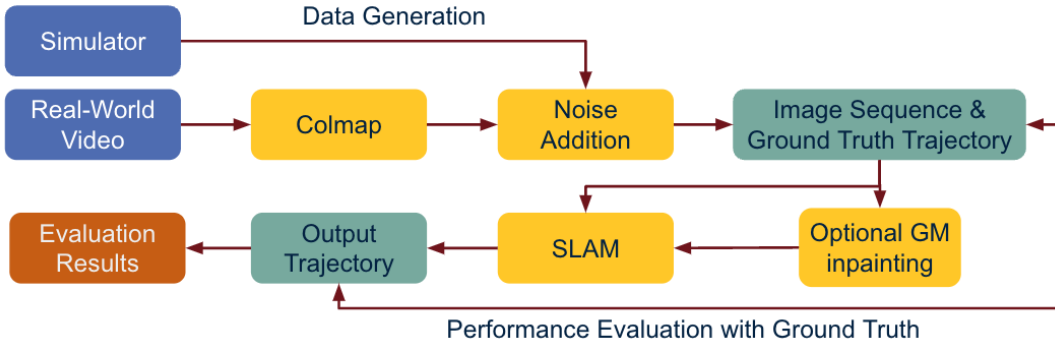 Data Generation
Simulator
Real-World
Video
Colmap
Noise
Addition
Image Sequence &
Ground Truth Trajectory
Evaluation
Results
Output
Trajectory
SLAM
Optional GM
inpainting
Performance Evaluation with Ground Truth